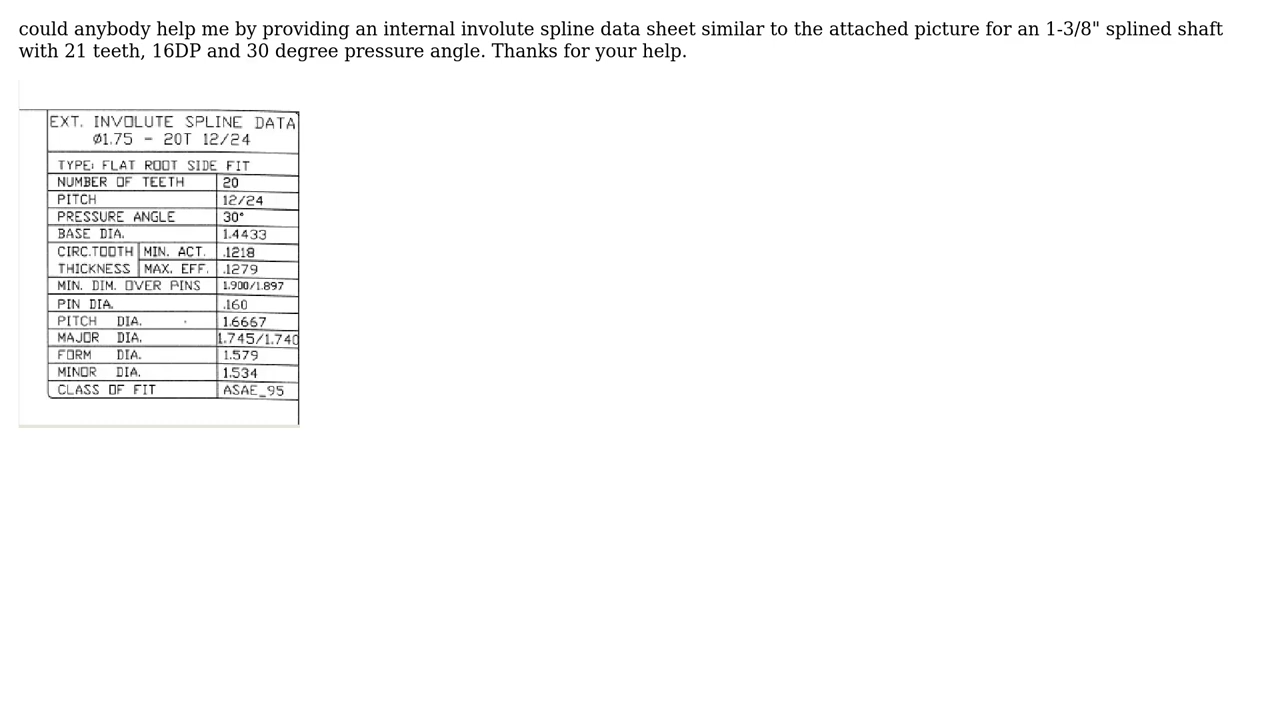 could anybody help me by providing an internal involute spline data sheet similar to the attached picture for an 1-3/8" splined shaft
with 21 teeth, 16DP and 30 degree pressure angle. Thanks for your help.
EXT. INVOLUTE SPLINE DATA
Ø1.75 - 20T 12/24
TYPE: FLAT ROOT SIDE FIT
NUMBER OF TEETH 20
PITCH 12/24
PRESSURE ANGLE 30°
BASE DIA. 1.4433
CIRC.TOOTH MIN. ACT. .1218
THICKNESS MAX. EFF. .1279
MIN. DIM. OVER PINS 1.900/1.897
PIN DIA. .160
PITCH DIA. 1.6667
MAJOR DIA. 1.745/1.740
FORM DIA. 1.579
MINOR DIA. 1.534
CLASS OF FIT ASAE_95